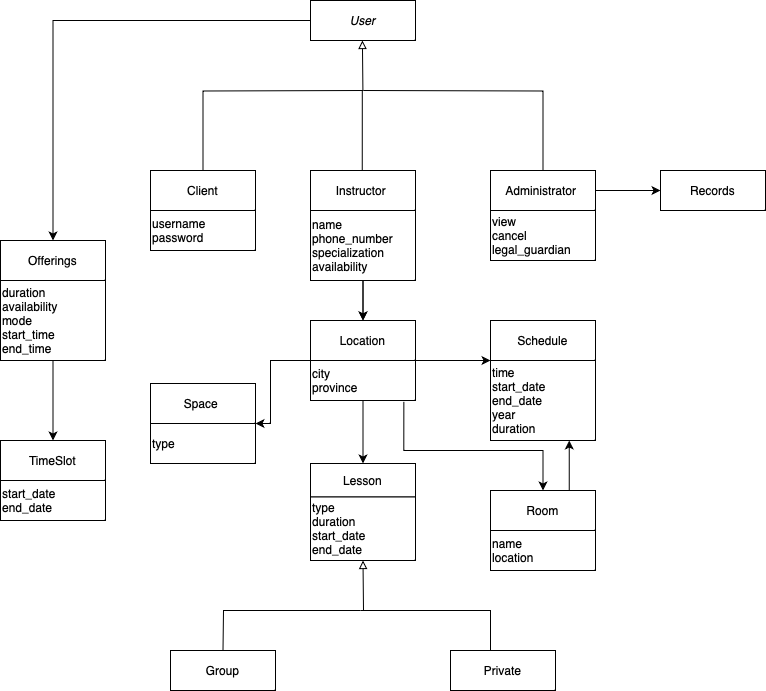 User
Client
username
password
Instructor
name
phone_number
specialization
availability
Administrator
view
cancel
legal_guardian
Records
Offerings
duration
availability
mode
start_time
end_time
Location
city
province
Schedule
time
start_date
end_date
year
duration
Space
type
TimeSlot
start_date
end_date
Lesson
type
duration
start_date
end_date
Room
name
location
Group
Private